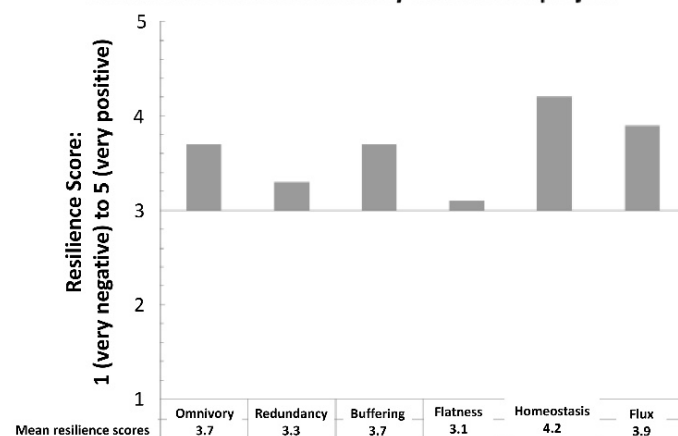 5
4
3
2
1
Resilience Score:
1 (very negative) to 5 (very positive)
Omnivory Redundancy Buffering Flatness Homeostasis Flux
Mean resilience scores 3.7 3.3 3.7 3.1 4.2 3.9